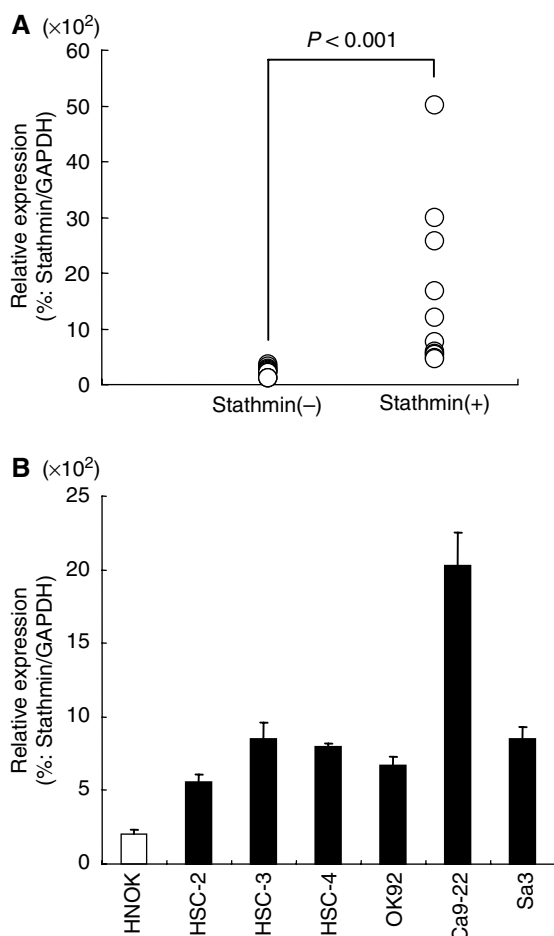 A (×10²)
P < 0.001
Relative expression
(%: Stathmin/GAPDH)
60
50
40
30
20
10
0
Stathmin(–) Stathmin(+)
B (×10²)
Relative expression
(%: Stathmin/GAPDH)
25
20
15
10
5
0
HNOK HSC-2 HSC-3 HSC-4 OK92 Ca9-22 Sa3